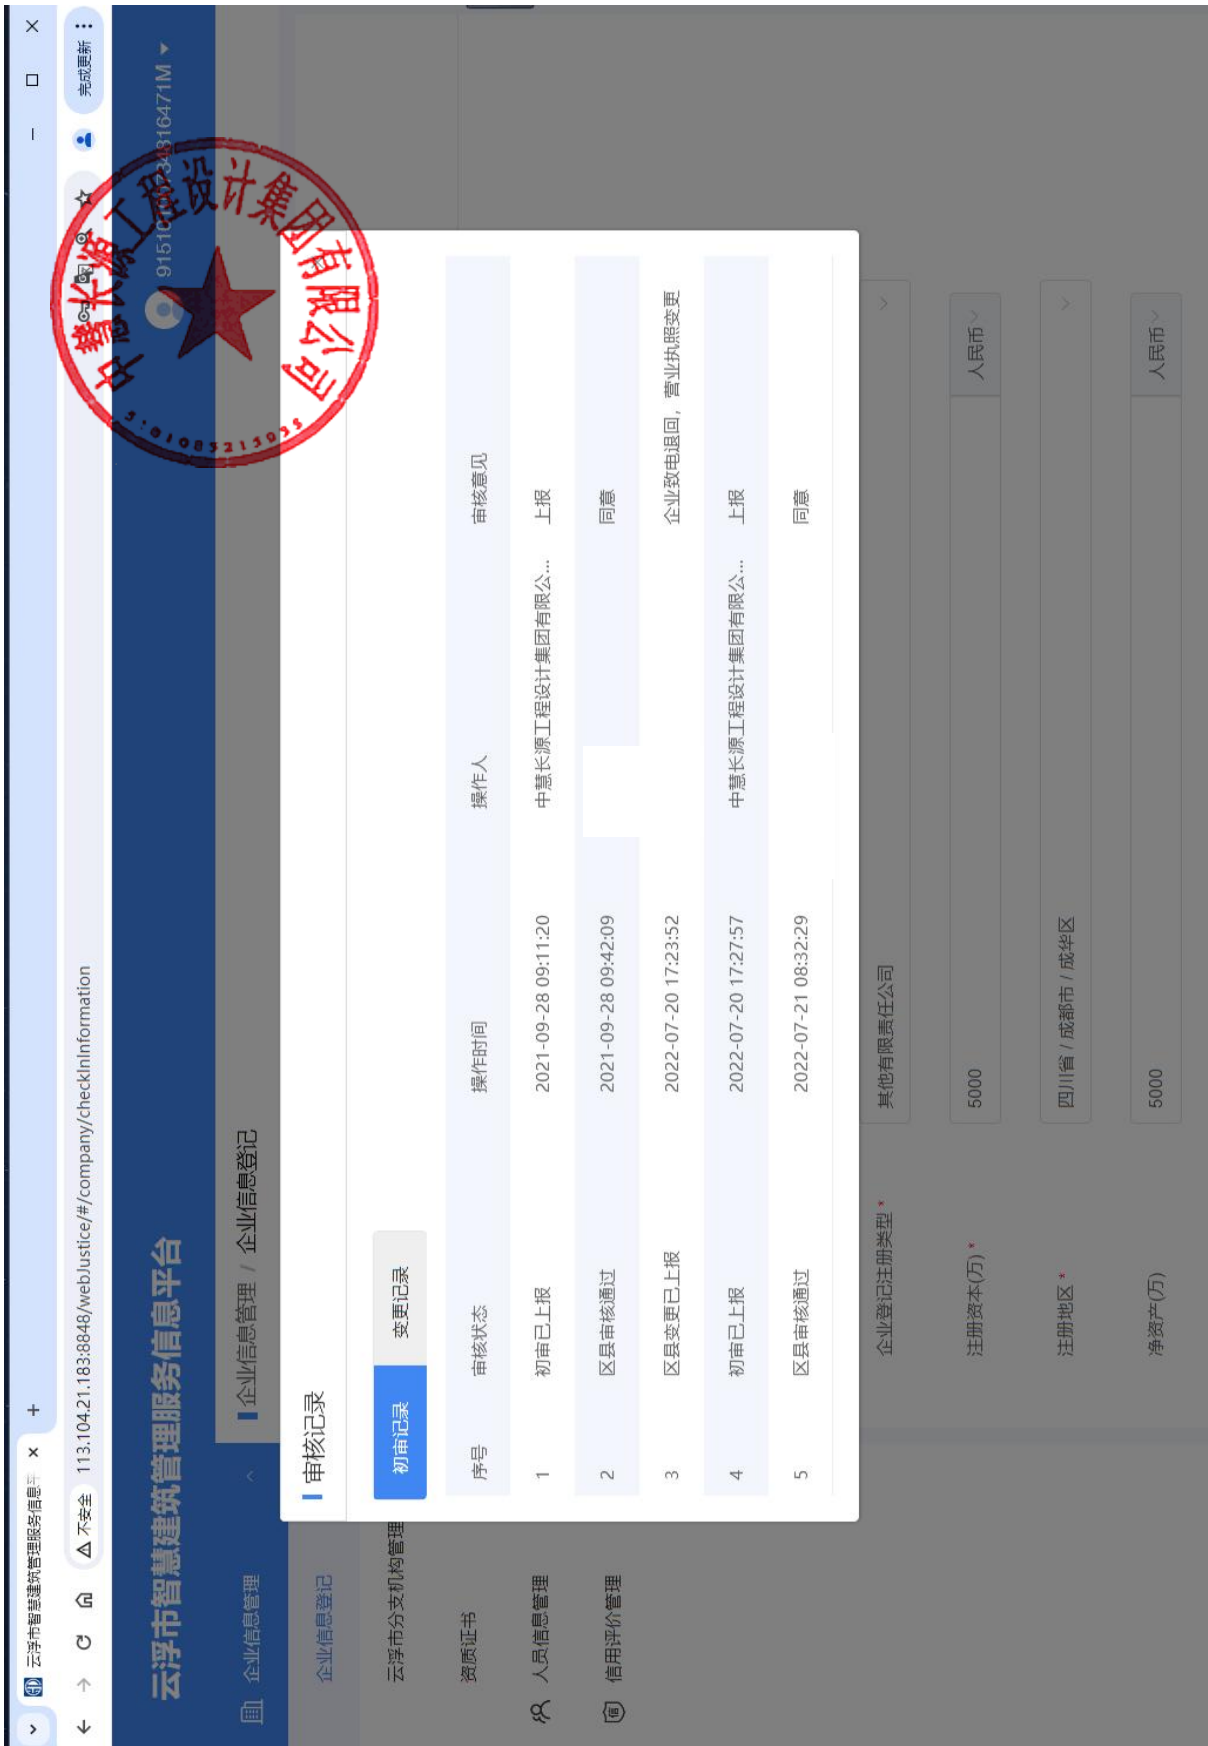 云浮市智慧建筑管理服务信息平
不安全 113.104.21.183:8848/webJustice/#/company/checkInInformation
完成更新
云浮市智慧建筑管理服务信息平台
企业信息管理
企业信息登记
云浮市分支机构管理
资质证书
人员信息管理
信用评价管理
企业信息管理 / 企业信息登记
审核记录
初审记录 变更记录
序号 审核状态 操作时间 操作人 审核意见
1 初审已上报 2021-09-28 09:11:20 中慧长源工程设计集团有限公... 上报
2 区县审核通过 2021-09-28 09:42:09 同意
3 区县变更已上报 2022-07-20 17:23:52 企业致电退回，营业执照变更
4 初审已上报 2022-07-20 17:27:57 中慧长源工程设计集团有限公... 上报
5 区县审核通过 2022-07-21 08:32:29 同意
企业登记注册类型 * 其他有限责任公司
注册资本(万) * 5000 人民币
注册地区 * 四川省 / 成都市 / 成华区
净资产(万) 5000 人民币
中慧长源工程设计集团有限公司